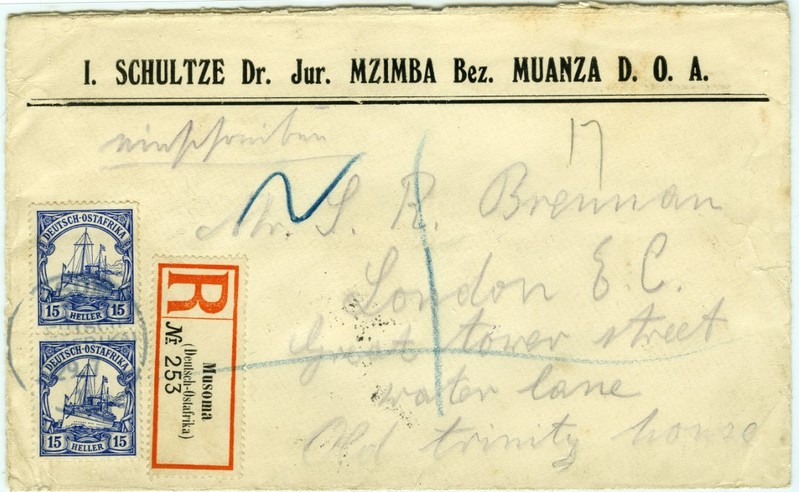 I. SCHULTZE Dr. Jur. MZIMBA Bez. MUANZA D. O. A.
einschreiben
17
Mr. S. R. Brennan
London E. C.
Great tower street
water lane
Old trinity house
DEUTSCH-OSTAFRIKA
15 HELLER 15
DEUTSCH-OSTAFRIKA
15 HELLER 15
R
Musoma
(Deutsch-Ostafrika)
№ 253